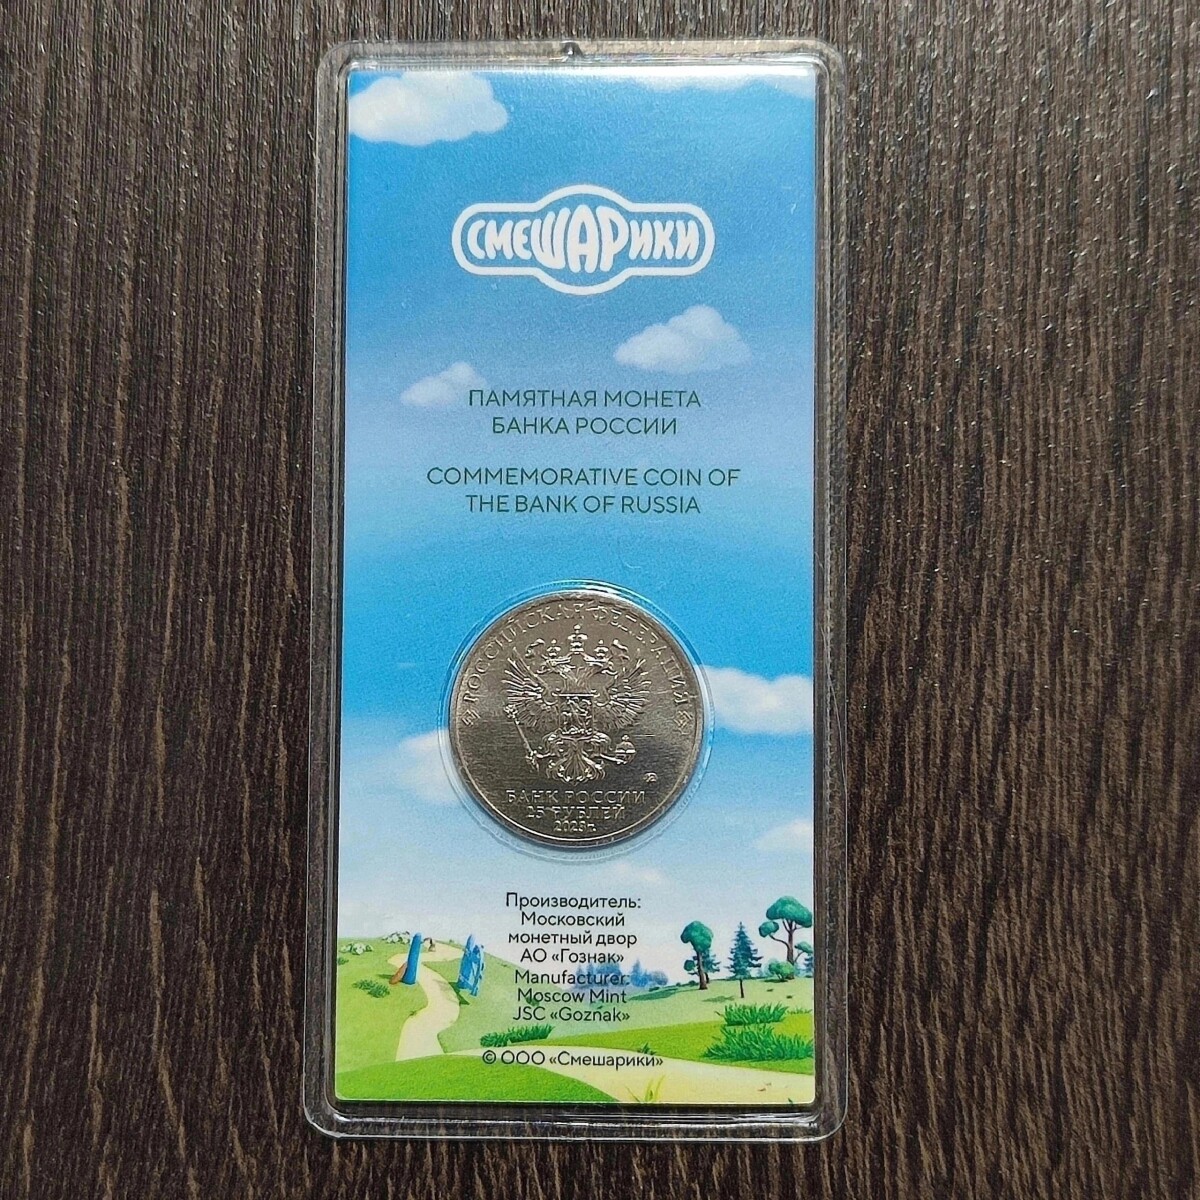 СМЕШАРИКИ
ПАМЯТНАЯ МОНЕТА
БАНКА РОССИИ
COMMEMORATIVE COIN OF
THE BANK OF RUSSIA
РОССИЙСКАЯ ФЕДЕРАЦИЯ
БАНК РОССИИ
25 РУБЛЕЙ
2023 г.
Производитель:
Московский
монетный двор
АО «Гознак»
Manufacturer:
Moscow Mint
JSC «Goznak»
© ООО «Смешарики»